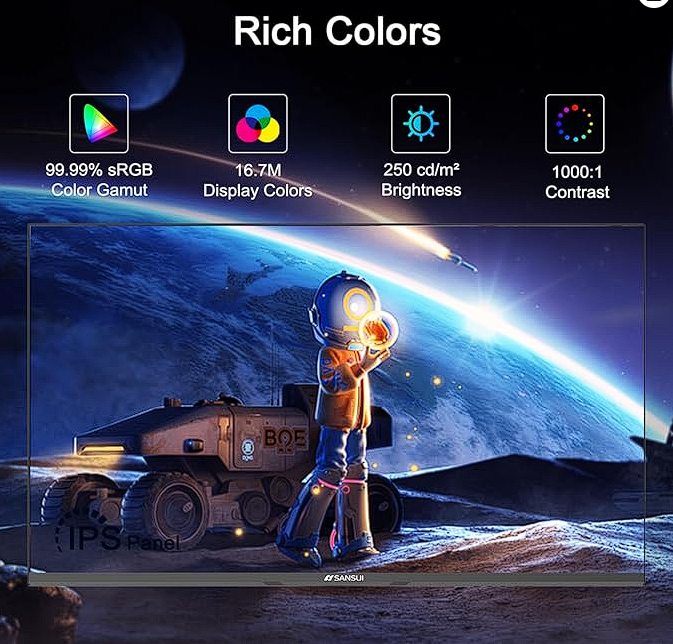 Rich Colors
99.99% sRGB
Color Gamut
16.7M
Display Colors
250 cd/m²
Brightness
1000:1
Contrast
BOE
IPS Panel
SANSUI